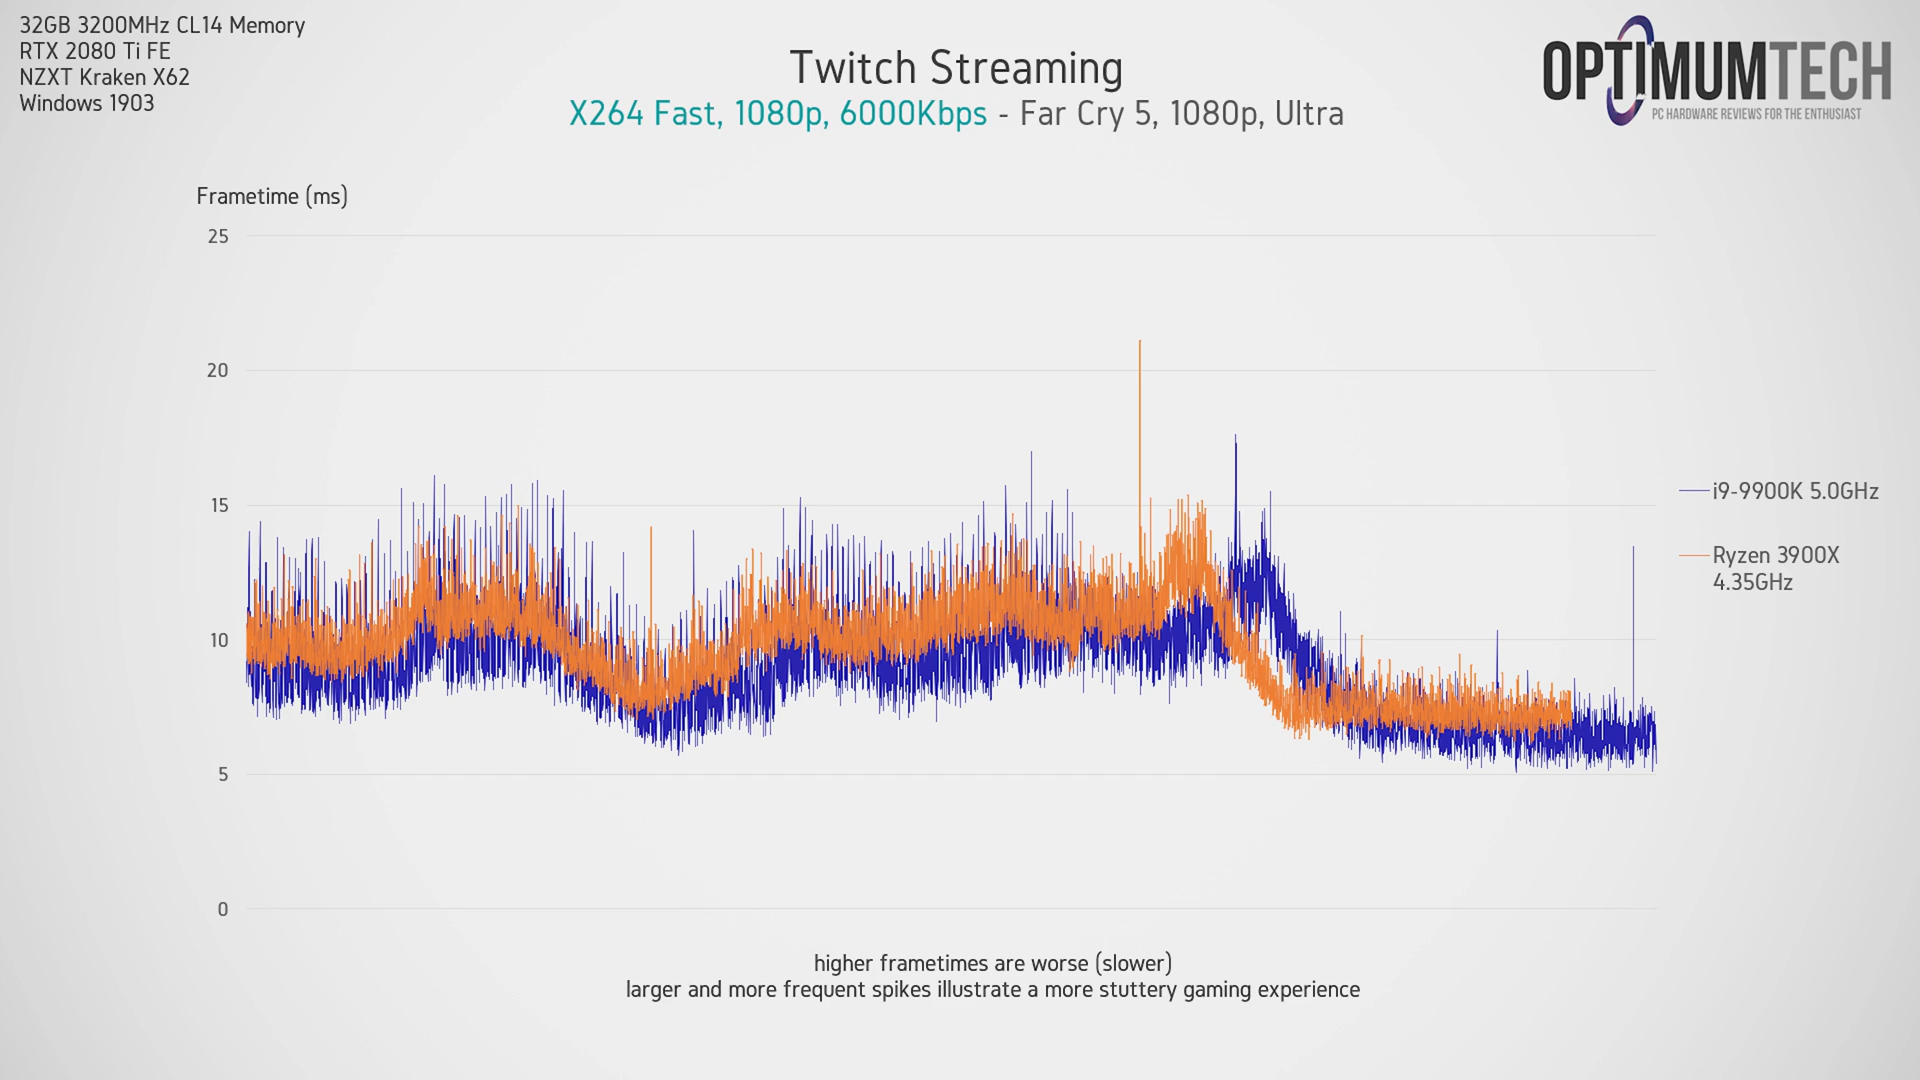 32GB 3200MHz CL14 Memory
RTX 2080 Ti FE
NZXT Kraken X62
Windows 1903
Twitch Streaming
X264 Fast, 1080p, 6000Kbps - Far Cry 5, 1080p, Ultra
OPTIMUMTECH
PC HARDWARE REVIEWS FOR THE ENTHUSIAST
Frametime (ms)
25
20
15
10
5
0
i9-9900K 5.0GHz
Ryzen 3900X
4.35GHz
higher frametimes are worse (slower)
larger and more frequent spikes illustrate a more stuttery gaming experience